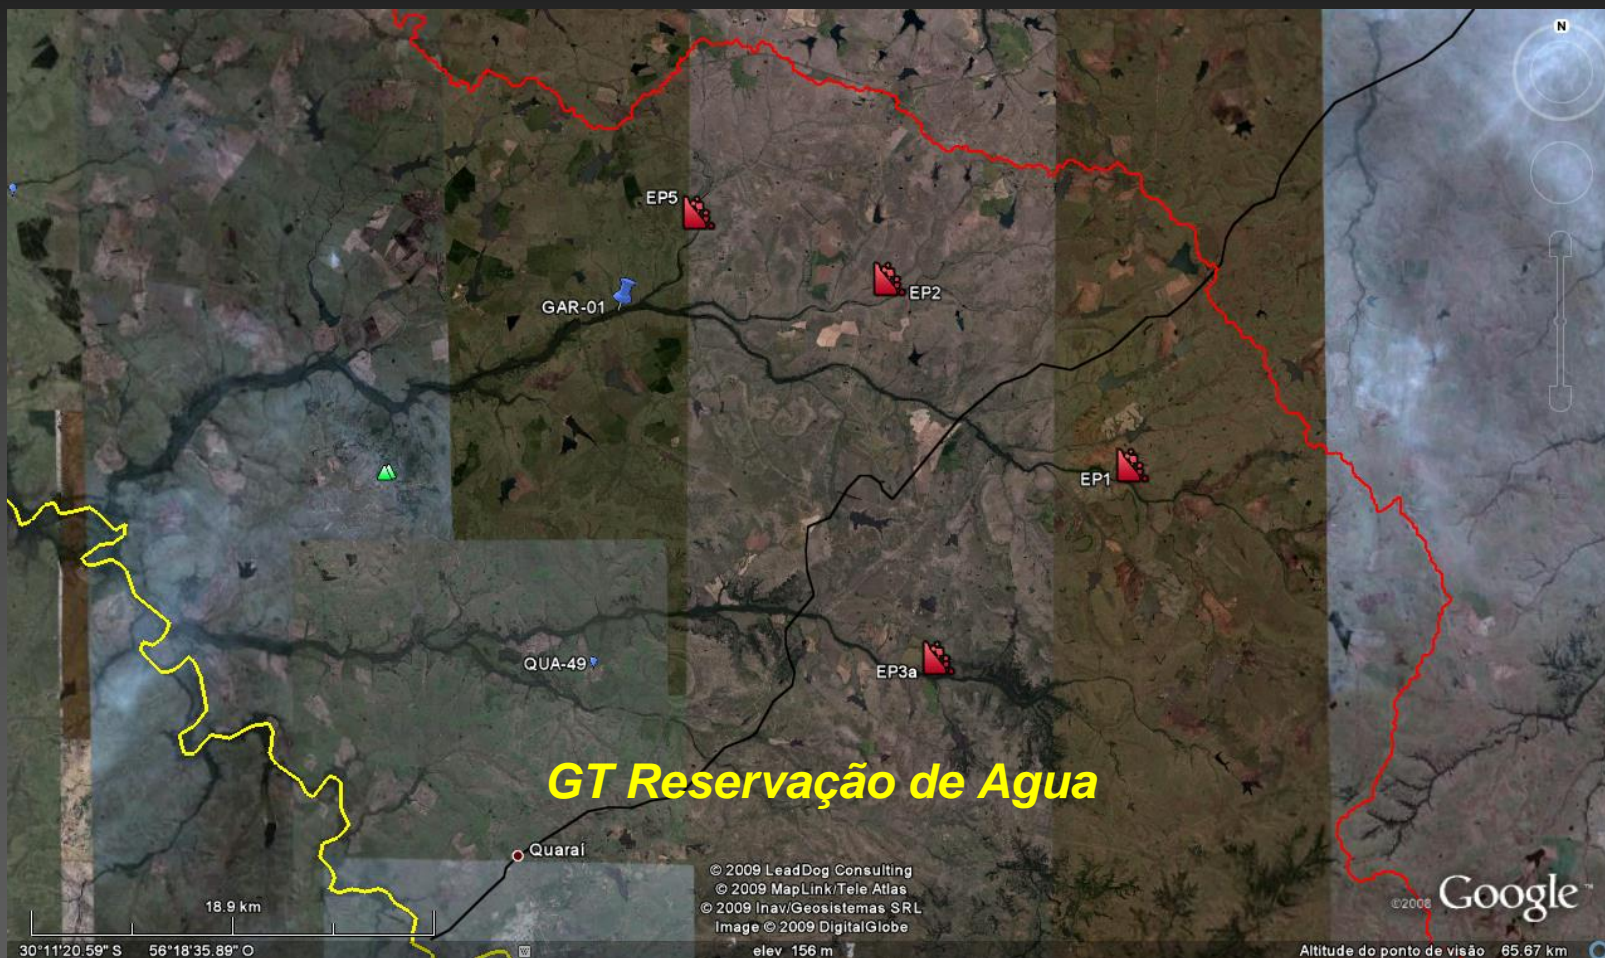 N
EP5
EP2
GAR-01
EP1
QUA-49
EP3a
GT Reservação de Agua
Quaraí
© 2009 LeadDog Consulting
© 2009 MapLink/Tele Atlas
© 2009 Inav/Geosistemas SRL
Image © 2009 DigitalGlobe
©2008 Google™
18.9 km
30°11'20.59" S 56°18'35.89" O elev 156 m Altitude do ponto de visão 65.67 km